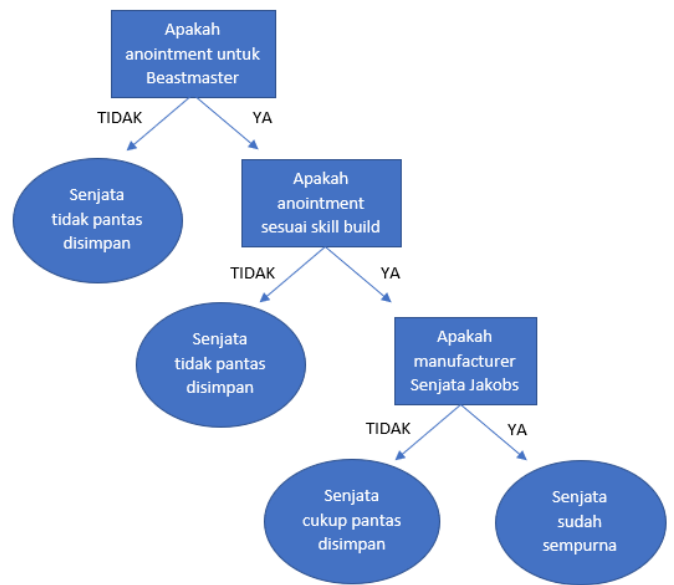 Apakah
anointment untuk
Beastmaster
TIDAK
YA
Senjata
tidak pantas
disimpan
Apakah
anointment
sesuai skill build
TIDAK
YA
Senjata
tidak pantas
disimpan
Apakah
manufacturer
Senjata Jakobs
TIDAK
YA
Senjata
cukup pantas
disimpan
Senjata
sudah
sempurna